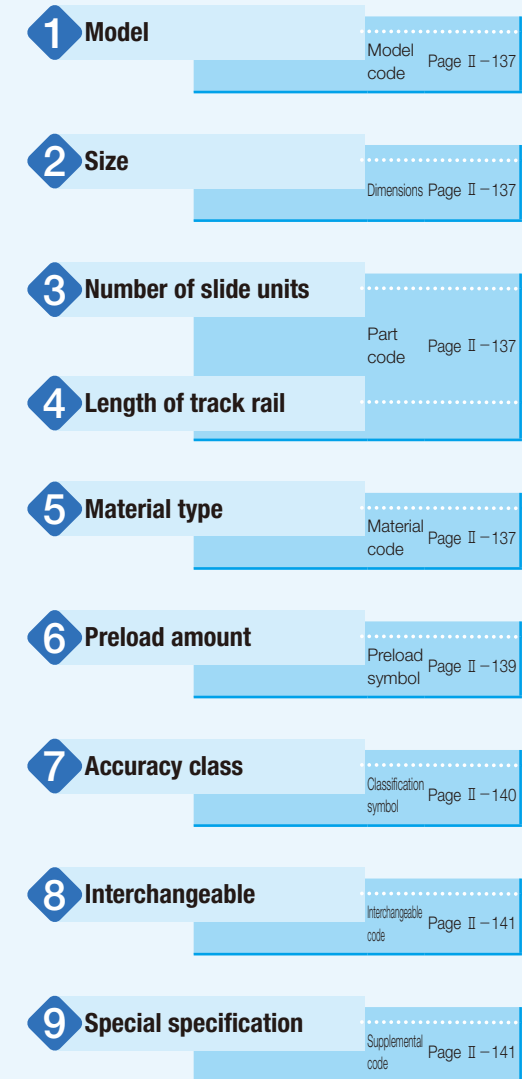 1 Model
Model
code
Page Ⅱ−137
2 Size
Dimensions Page Ⅱ−137
3 Number of slide units
Part
code
Page Ⅱ−137
4 Length of track rail
5 Material type
Material
code
Page Ⅱ−137
6 Preload amount
Preload
symbol
Page Ⅱ−139
7 Accuracy class
Classification
symbol
Page Ⅱ−140
8 Interchangeable
Interchangeable
code
Page Ⅱ−141
9 Special specification
Supplemental
code
Page Ⅱ−141